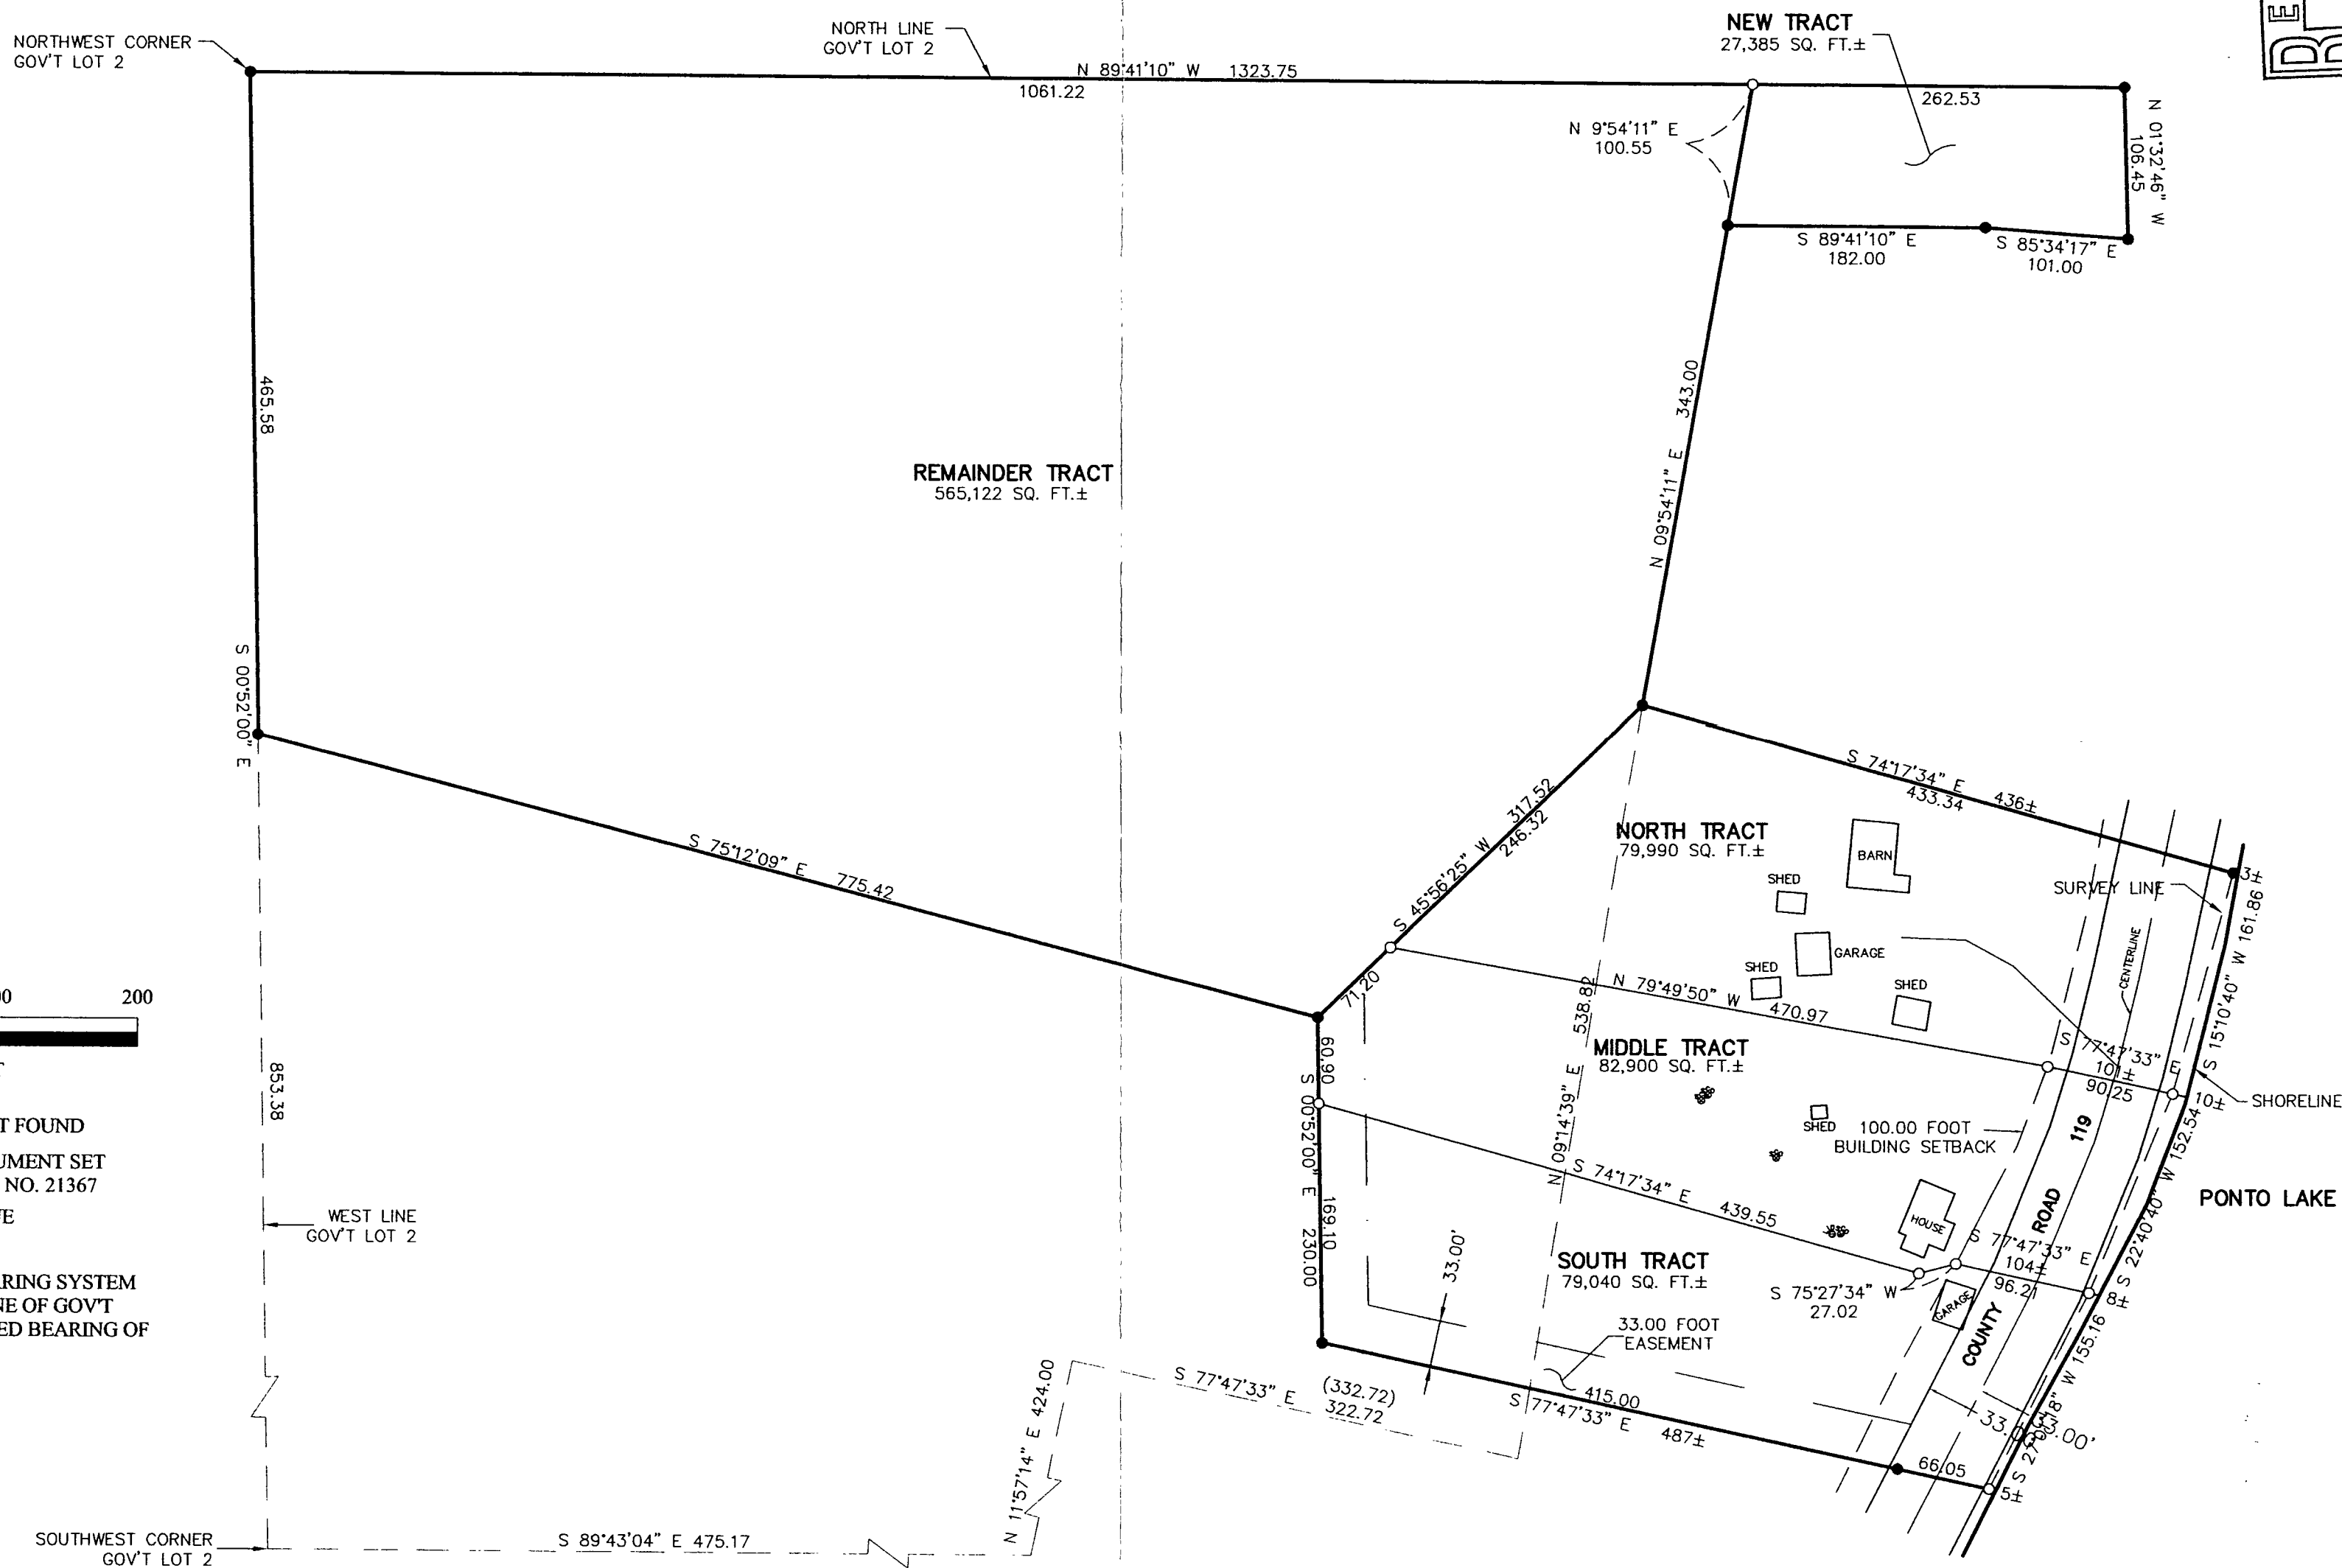 NORTHWEST CORNER
GOV'T LOT 2
NORTH LINE
GOV'T LOT 2
N 89°41'10" W 1323.75
1061.22
NEW TRACT
27,385 SQ. FT.±
262.53
N 9°54'11" E
100.55
N 01°32'46" W
106.45
S 89°41'10" E
182.00
S 85°34'17" E
101.00
465.58
S 00°52'00" E
N 09°54'11" E 343.00
REMAINDER TRACT
565,122 SQ. FT.±
S 75°12'09" E 775.42
S 45°56'25" W 317.52
246.32
71.20
S 74°17'34" E 436±
433.34
3±
NORTH TRACT
79,990 SQ. FT.±
BARN
SHED
GARAGE
SHED
SHED
SURVEY LINE
CENTERLINE
S 15°10'40" W 161.86
N 79°49'50" W
470.97
N 09°14'39" E 538.82
S 77°47'33" E
101±
90.25
10±
SHORELINE
MIDDLE TRACT
82,900 SQ. FT.±
SHED
100.00 FOOT
BUILDING SETBACK
60.90
S 00°52'00" E 230.00
169.10
S 74°17'34" E
439.55
HOUSE
S 77°47'33" E
104±
96.21
8±
S 22°40'40" W 152.54
PONTO LAKE
COUNTY ROAD 119
SOUTH TRACT
79,040 SQ. FT.±
S 75°27'34" W
27.02
GARAGE
33.00'
33.00 FOOT
EASEMENT
415.00
S 77°47'33" E 487±
66.05
5±
S 27°01'18" W 155.16
33.00'
S 77°47'33" E
(332.72)
322.72
N 11°57'14" E 424.00
853.38
WEST LINE
GOV'T LOT 2
SOUTHWEST CORNER
GOV'T LOT 2
S 89°43'04" E 475.17
200
T FOUND
UMENT SET
NO. 21367
ARING SYSTEM
NE OF GOV'T
ED BEARING OF